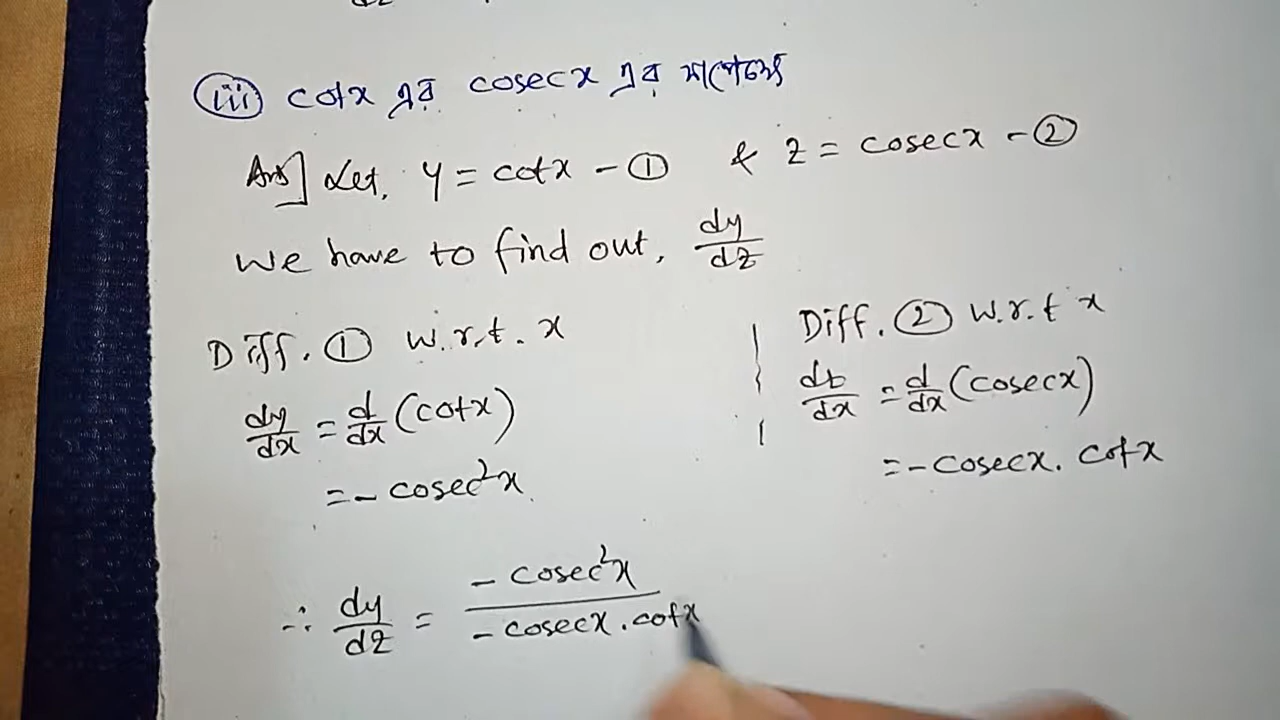 (iii) cotx এর cosecx এর সাপেক্ষে
Ans] Let, y = cotx - ① & z = cosecx - ②
We have to find out, dy/dz
Diff. ① w.r.t. x
dy/dx = d/dx (cotx)
= - cosec²x
Diff. ② w.r.t x
dz/dx = d/dx (cosecx)
= - cosecx . cotx
∴ dy/dz = - cosec²x / - cosecx . cotx